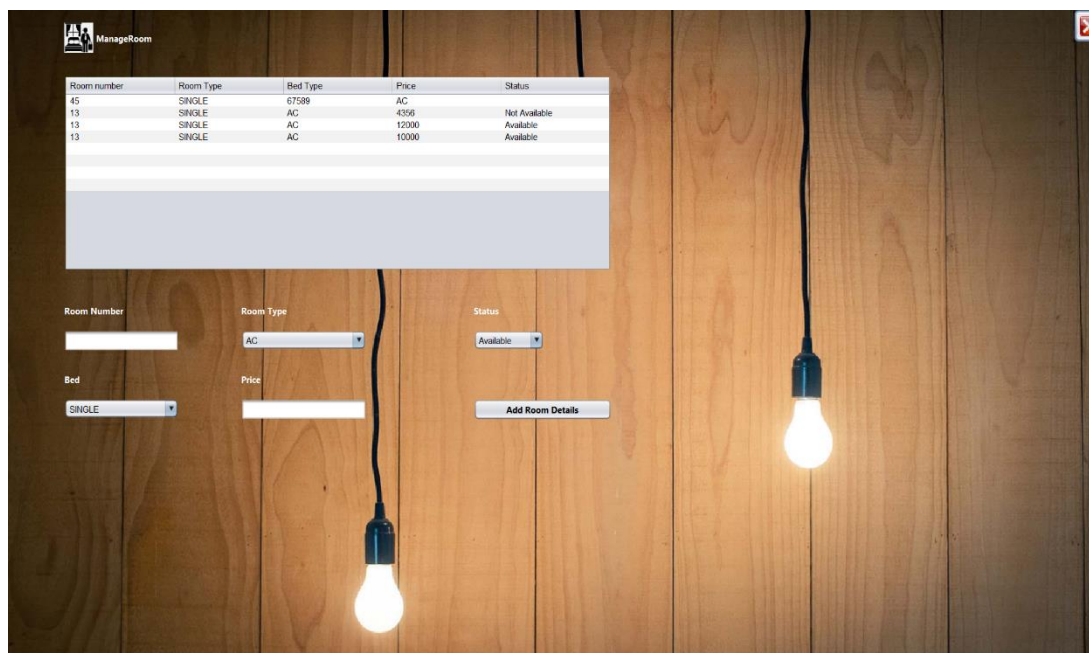 ManageRoom
Room number Room Type Bed Type Price Status
45 SINGLE 67589 AC
13 SINGLE AC 4356 Not Available
13 SINGLE AC 12000 Available
13 SINGLE AC 10000 Available
Room Number Room Type Status
AC Available
Bed Price
SINGLE Add Room Details